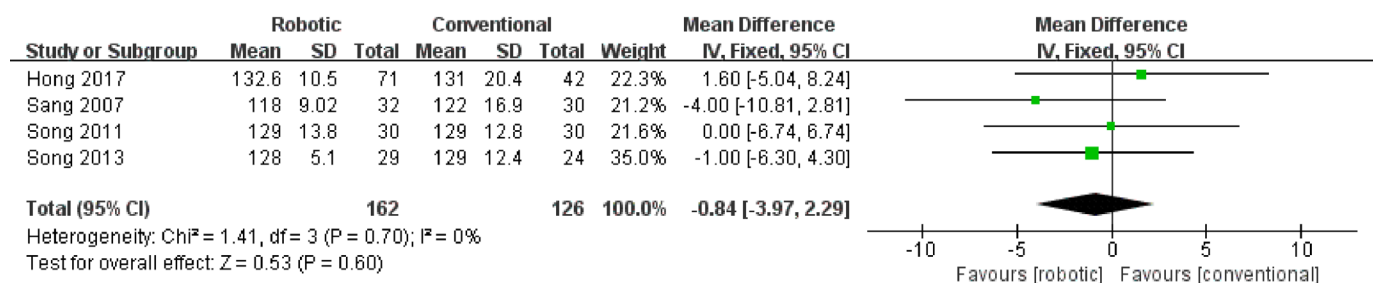 Robotic Conventional Mean Difference Mean Difference
Study or Subgroup Mean SD Total Mean SD Total Weight IV, Fixed, 95% CI IV, Fixed, 95% CI
Hong 2017 132.6 10.5 71 131 20.4 42 22.3% 1.60 [-5.04, 8.24]
Sang 2007 118 9.02 32 122 16.9 30 21.2% -4.00 [-10.81, 2.81]
Song 2011 129 13.8 30 129 12.8 30 21.6% 0.00 [-6.74, 6.74]
Song 2013 128 5.1 29 129 12.4 24 35.0% -1.00 [-6.30, 4.30]
Total (95% CI) 162 126 100.0% -0.84 [-3.97, 2.29]
Heterogeneity: Chi² = 1.41, df = 3 (P = 0.70); I² = 0%
Test for overall effect: Z = 0.53 (P = 0.60)
-10 -5 0 5 10
Favours [robotic] Favours [conventional]